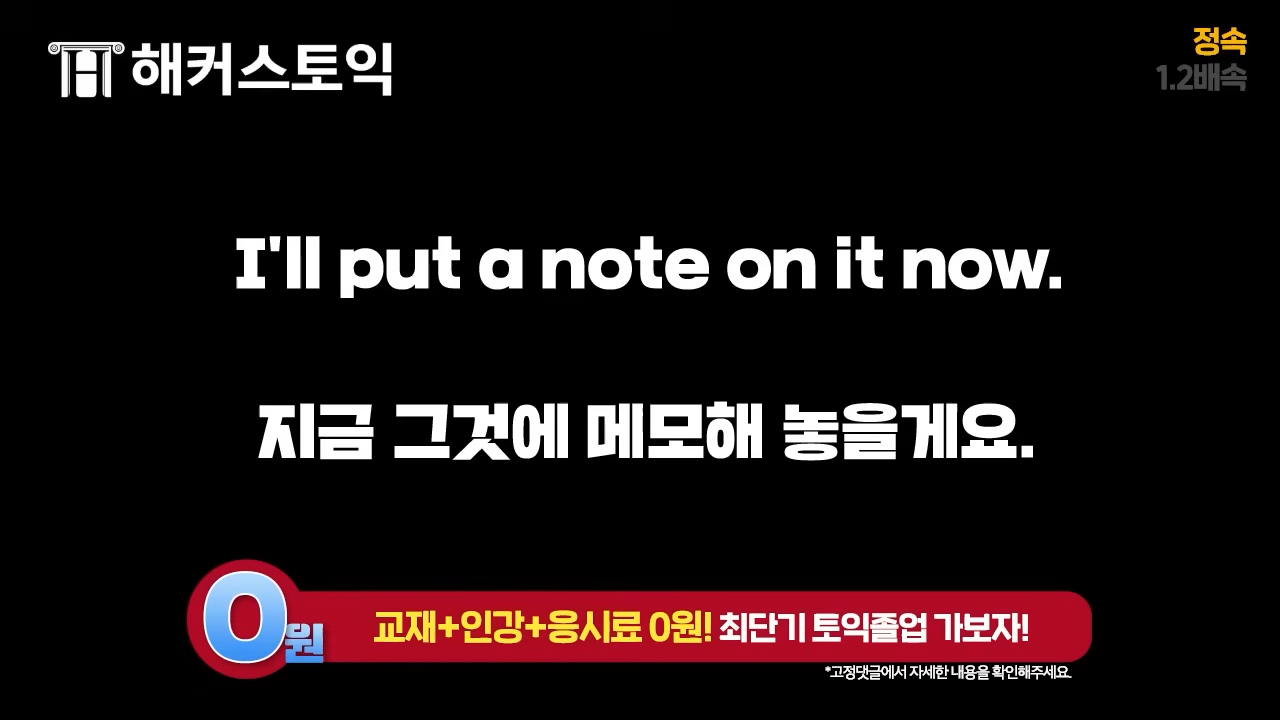 해커스토익
정속
1.2배속
I'll put a note on it now.
지금 그것에 메모해 놓을게요.
0원
교재+인강+응시료 0원! 최단기 토익졸업 가보자!
*고정댓글에서 자세한 내용을 확인해주세요.